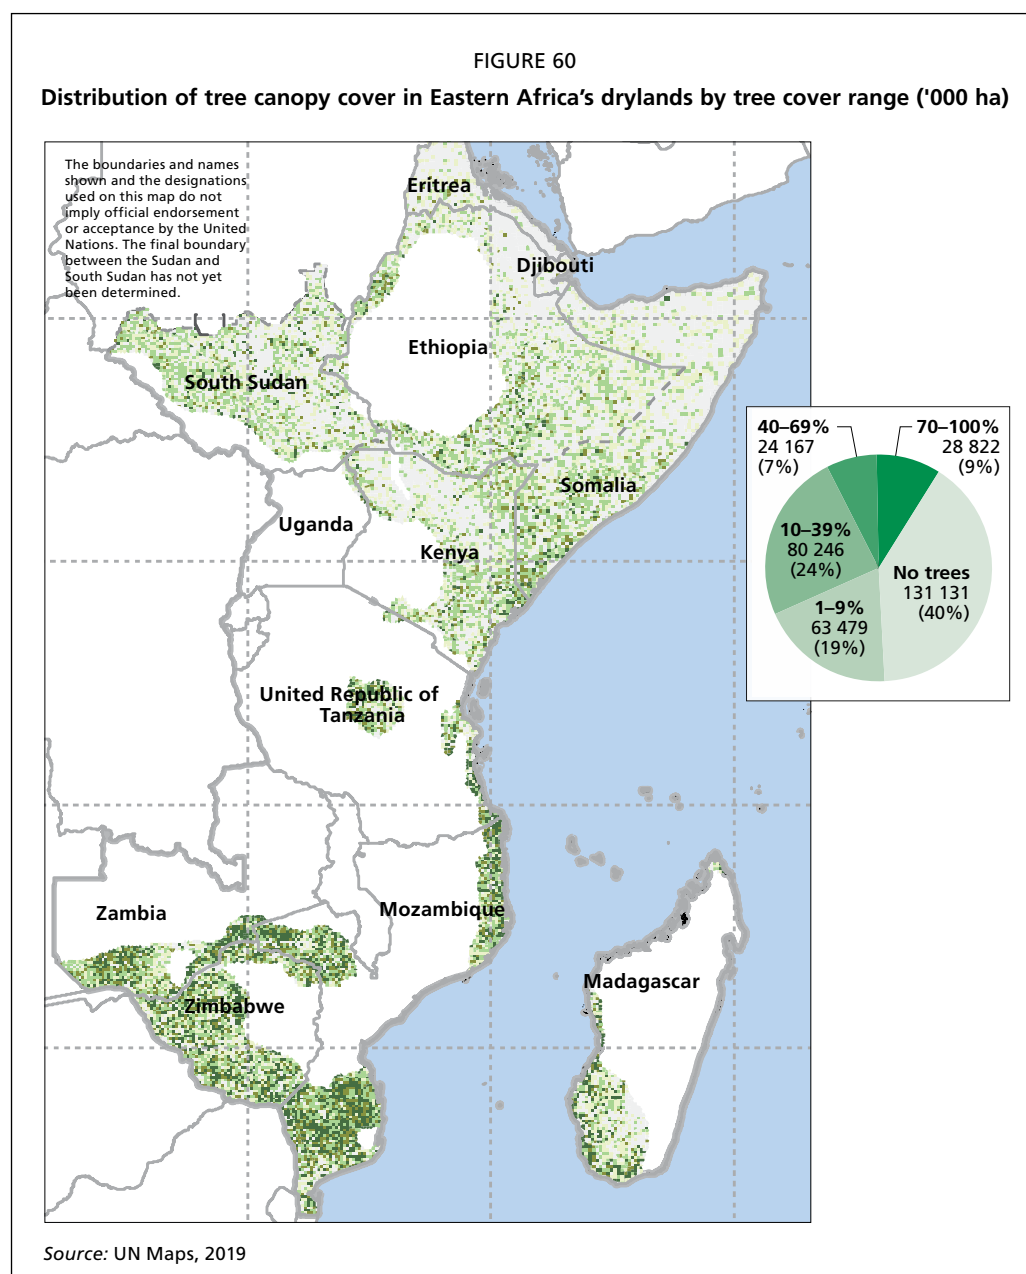 FIGURE 60
Distribution of tree canopy cover in Eastern Africa's drylands by tree cover range ('000 ha)
The boundaries and names
shown and the designations
used on this map do not
imply official endorsement
or acceptance by the United
Nations. The final boundary
between the Sudan and
South Sudan has not yet
been determined.
Eritrea
Djibouti
Ethiopia
South Sudan
Somalia
Uganda
Kenya
United Republic of
Tanzania
Zambia
Mozambique
Madagascar
Zimbabwe
40–69%
24 167
(7%)
70–100%
28 822
(9%)
10–39%
80 246
(24%)
No trees
131 131
(40%)
1–9%
63 479
(19%)
Source: UN Maps, 2019